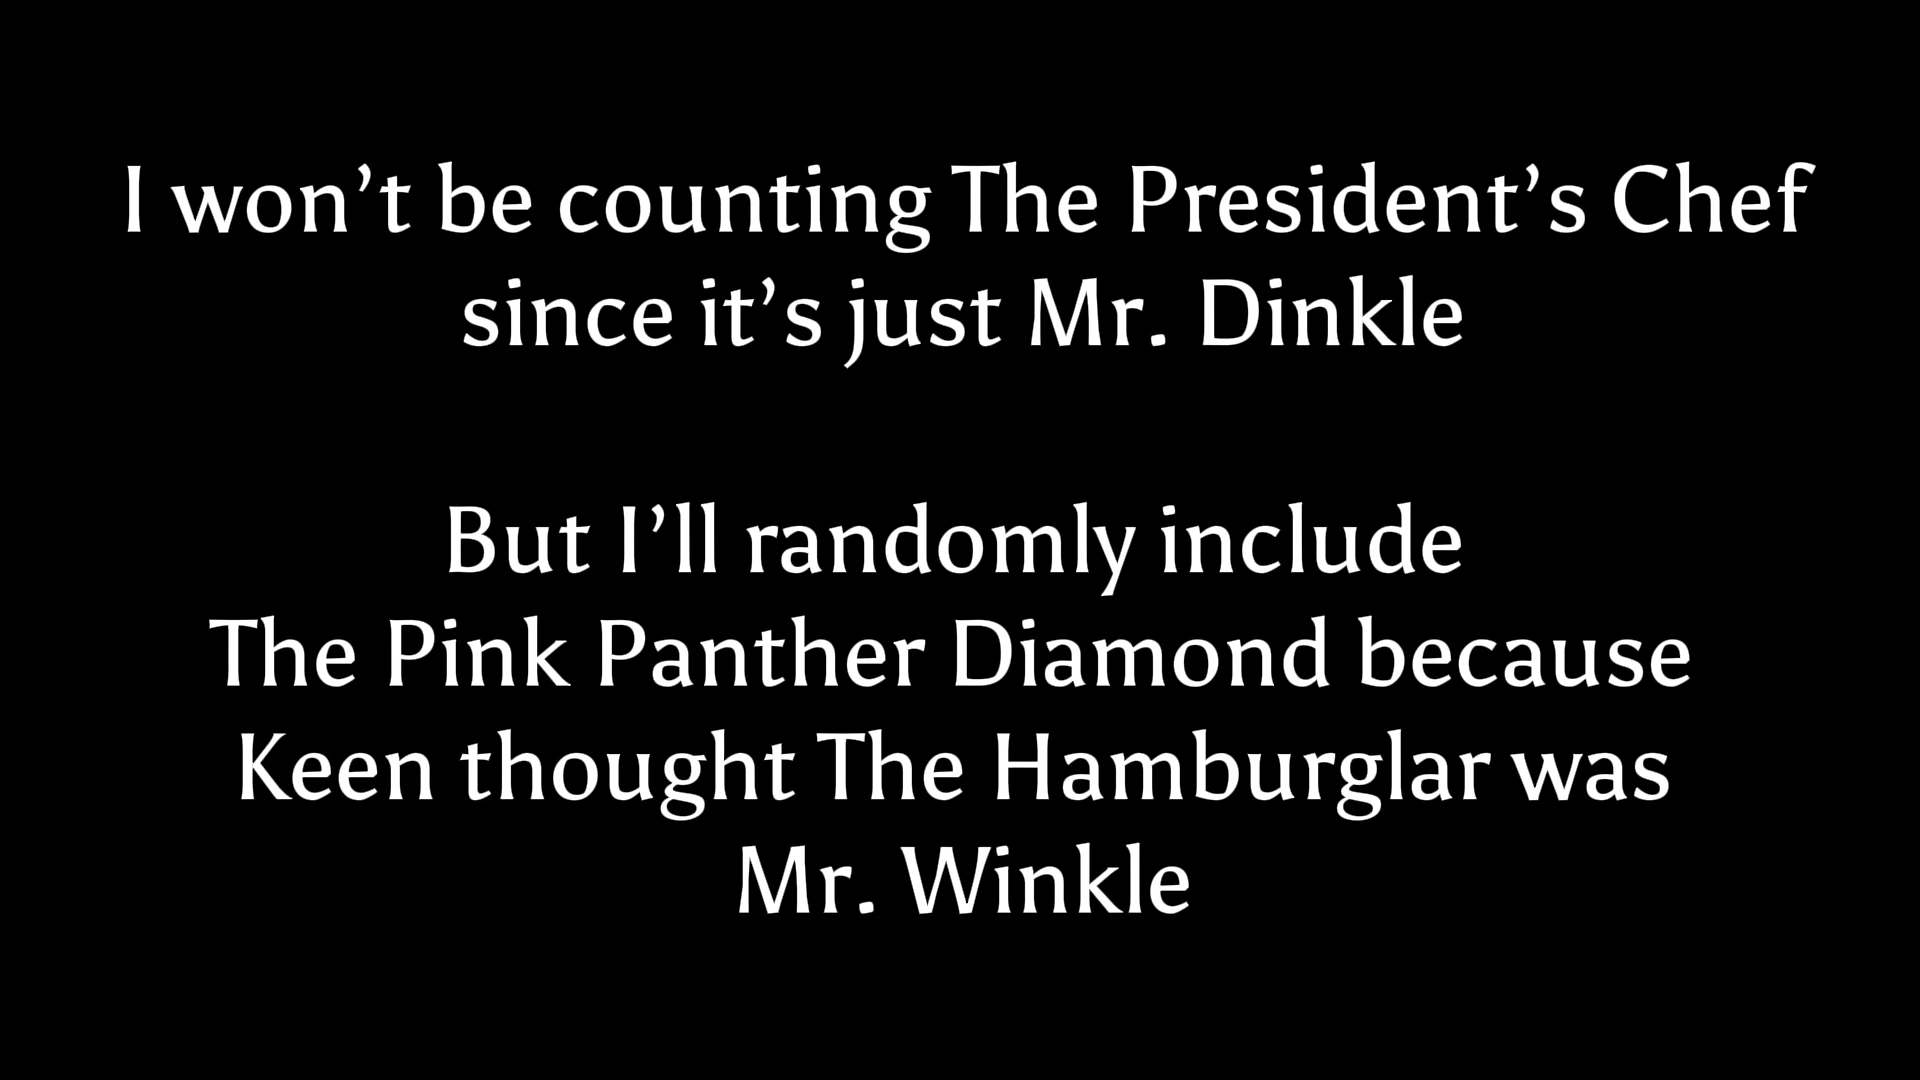 I won’t be counting The President’s Chef
since it’s just Mr. Dinkle
But I’ll randomly include
The Pink Panther Diamond because
Keen thought The Hamburglar was
Mr. Winkle